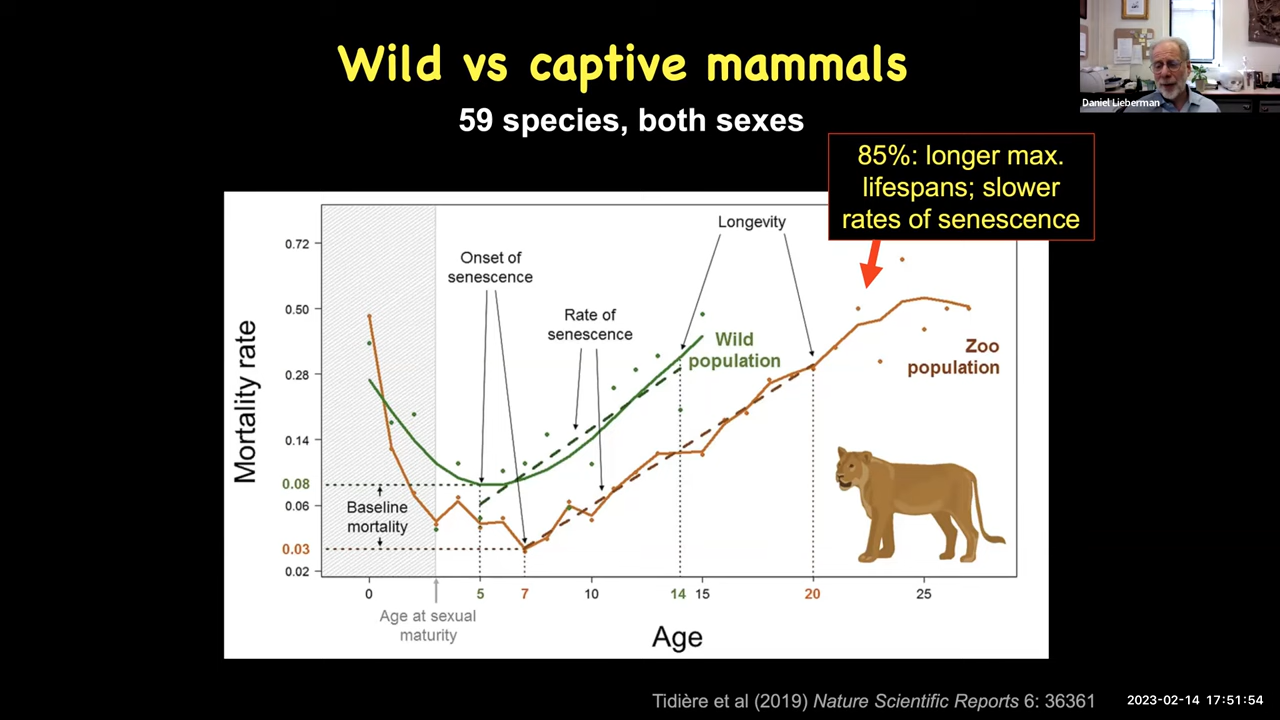 Wild vs captive mammals
59 species, both sexes
Daniel Lieberman
85%: longer max.
lifespans; slower
rates of senescence
Longevity
Onset of
senescence
Rate of
senescence
Wild
population
Zoo
population
Mortality rate
0.72
0.50
0.28
0.14
0.08
0.06
0.03
0.02
Baseline
mortality
0
5
7
10
14
15
20
25
Age at sexual
maturity
Age
Tidière et al (2019) Nature Scientific Reports 6: 36361
2023-02-14 17:51:54